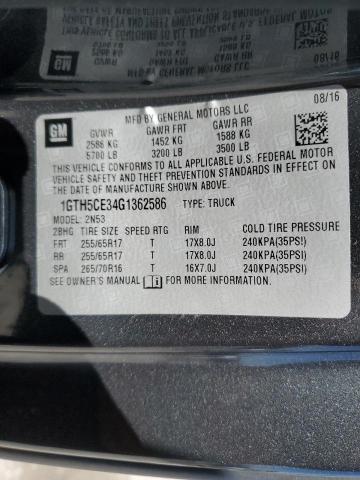 08/16
MFD BY GENERAL MOTORS LLC
GM
GVWR GAWR FRT GAWR RR
2586 KG 1452 KG 1588 KG
5700 LB 3200 LB 3500 LB
THIS VEHICLE CONFORMS TO ALL APPLICABLE U.S. FEDERAL MOTOR
VEHICLE SAFETY AND THEFT PREVENTION STANDARDS IN EFFECT ON
THE DATE OF MANUFACTURE SHOWN ABOVE.
1GTH5CE34G1362586 TYPE: TRUCK
MODEL: 2N53
2BHG TIRE SIZE SPEED RTG RIM COLD TIRE PRESSURE
FRT 255/65R17 T 17X8.0J 240KPA(35PSI)
RR 255/65R17 T 17X8.0J 240KPA(35PSI)
SPA 265/70R16 T 16X7.0J 240KPA(35PSI)
SEE OWNER'S MANUAL FOR MORE INFORMATION.